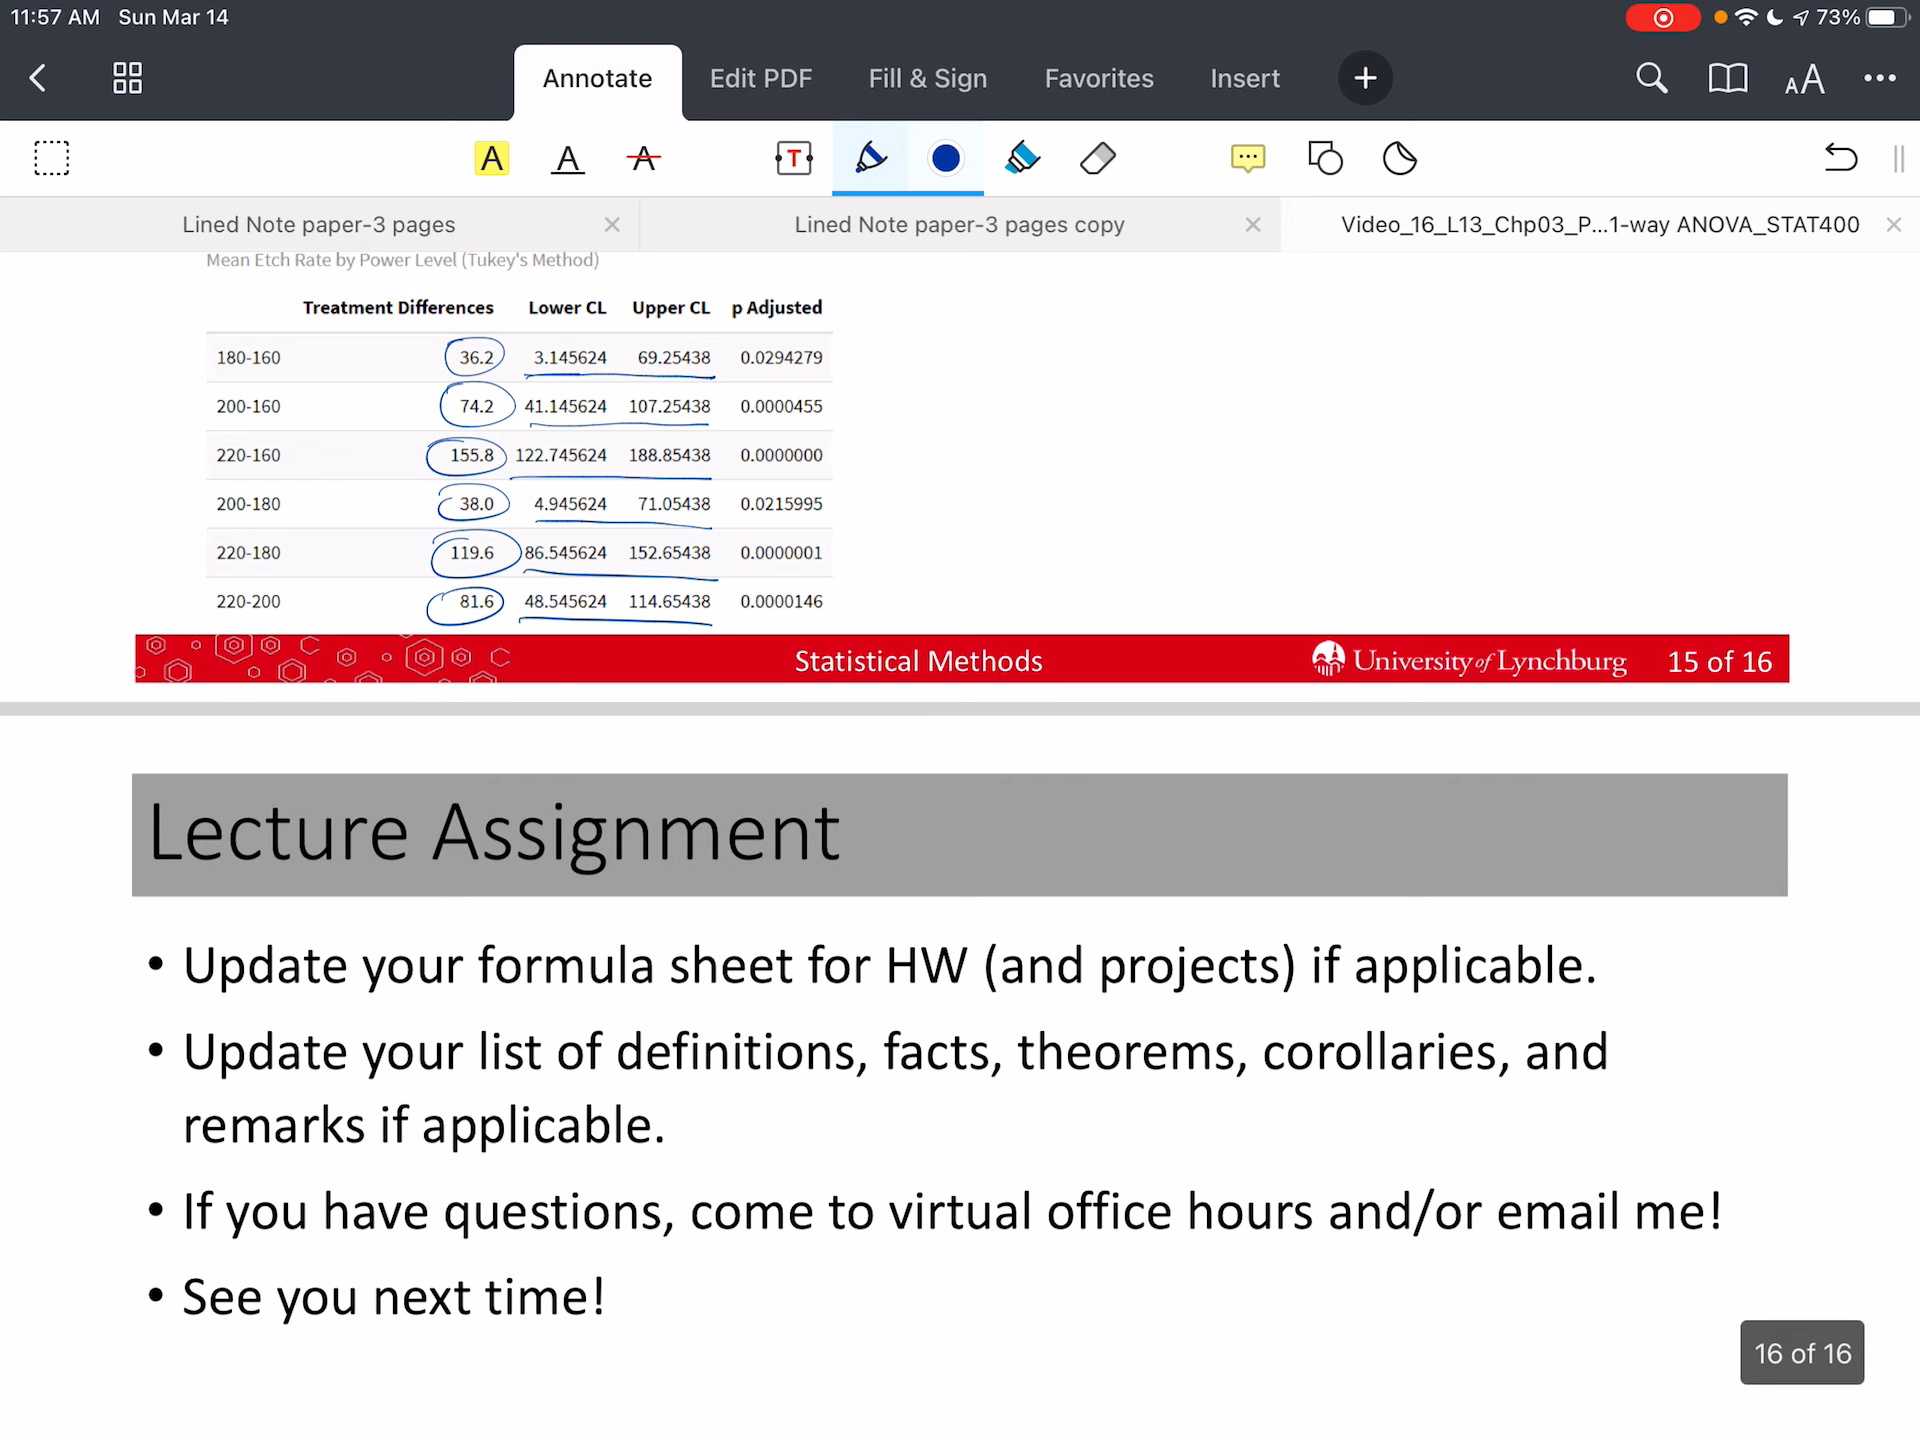 11:57 AM Sun Mar 14
73%
Annotate Edit PDF Fill & Sign Favorites Insert
AA
A A A T
Lined Note paper-3 pages Lined Note paper-3 pages copy Video_16_L13_Chp03_P...1-way ANOVA_STAT400
Mean Etch Rate by Power Level (Tukey's Method)
Treatment Differences Lower CL Upper CL p Adjusted
180-160 36.2 3.145624 69.25438 0.0294279
200-160 74.2 41.145624 107.25438 0.0000455
220-160 155.8 122.745624 188.85438 0.0000000
200-180 38.0 4.945624 71.05438 0.0215995
220-180 119.6 86.545624 152.65438 0.0000001
220-200 81.6 48.545624 114.65438 0.0000146
Statistical Methods University of Lynchburg 15 of 16
Lecture Assignment
• Update your formula sheet for HW (and projects) if applicable.
• Update your list of definitions, facts, theorems, corollaries, and
remarks if applicable.
• If you have questions, come to virtual office hours and/or email me!
• See you next time!
16 of 16